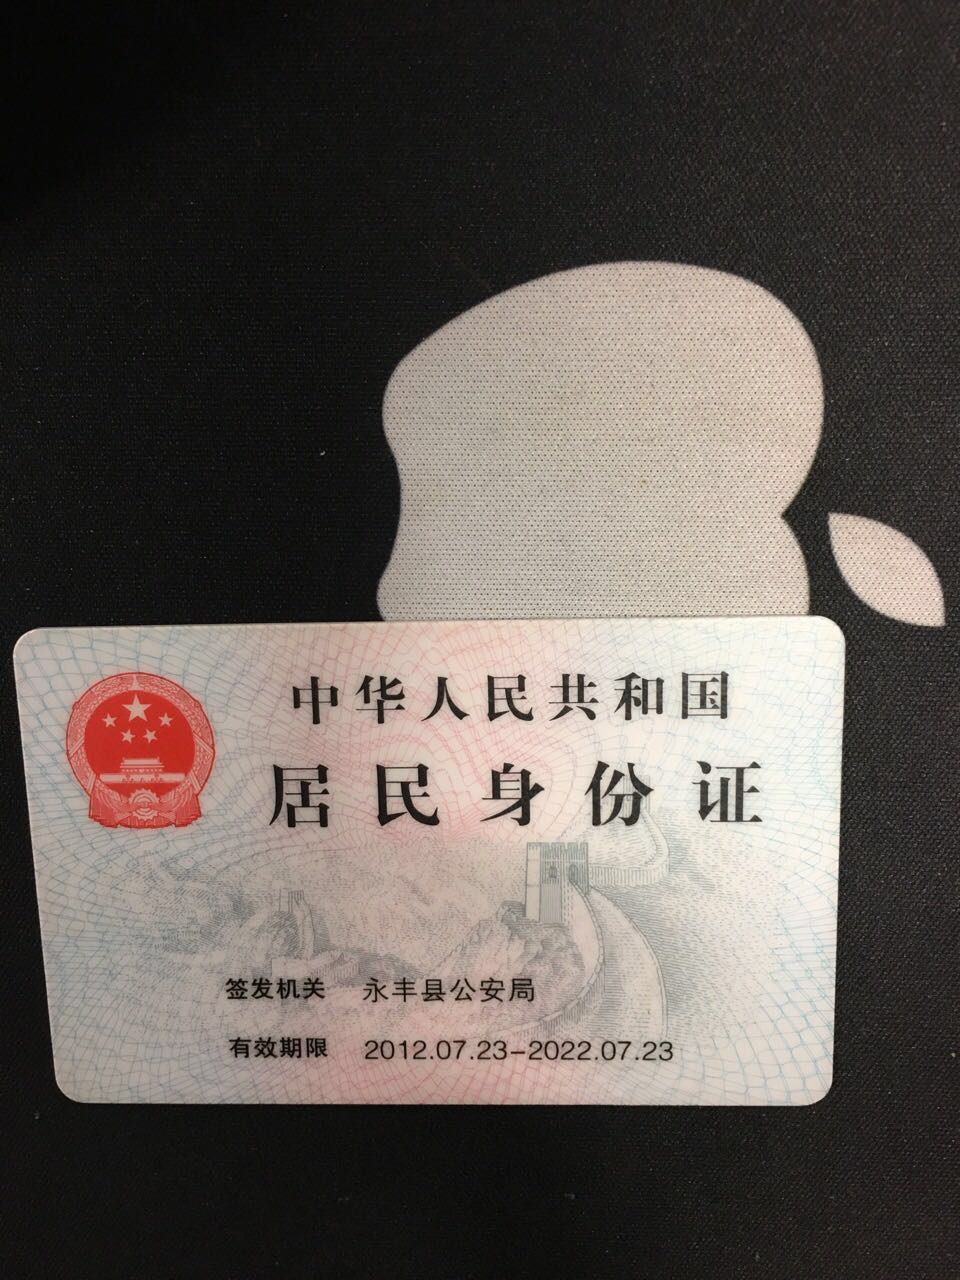 中华人民共和国
居民身份证
签发机关 永丰县公安局
有效期限 2012.07.23-2022.07.23